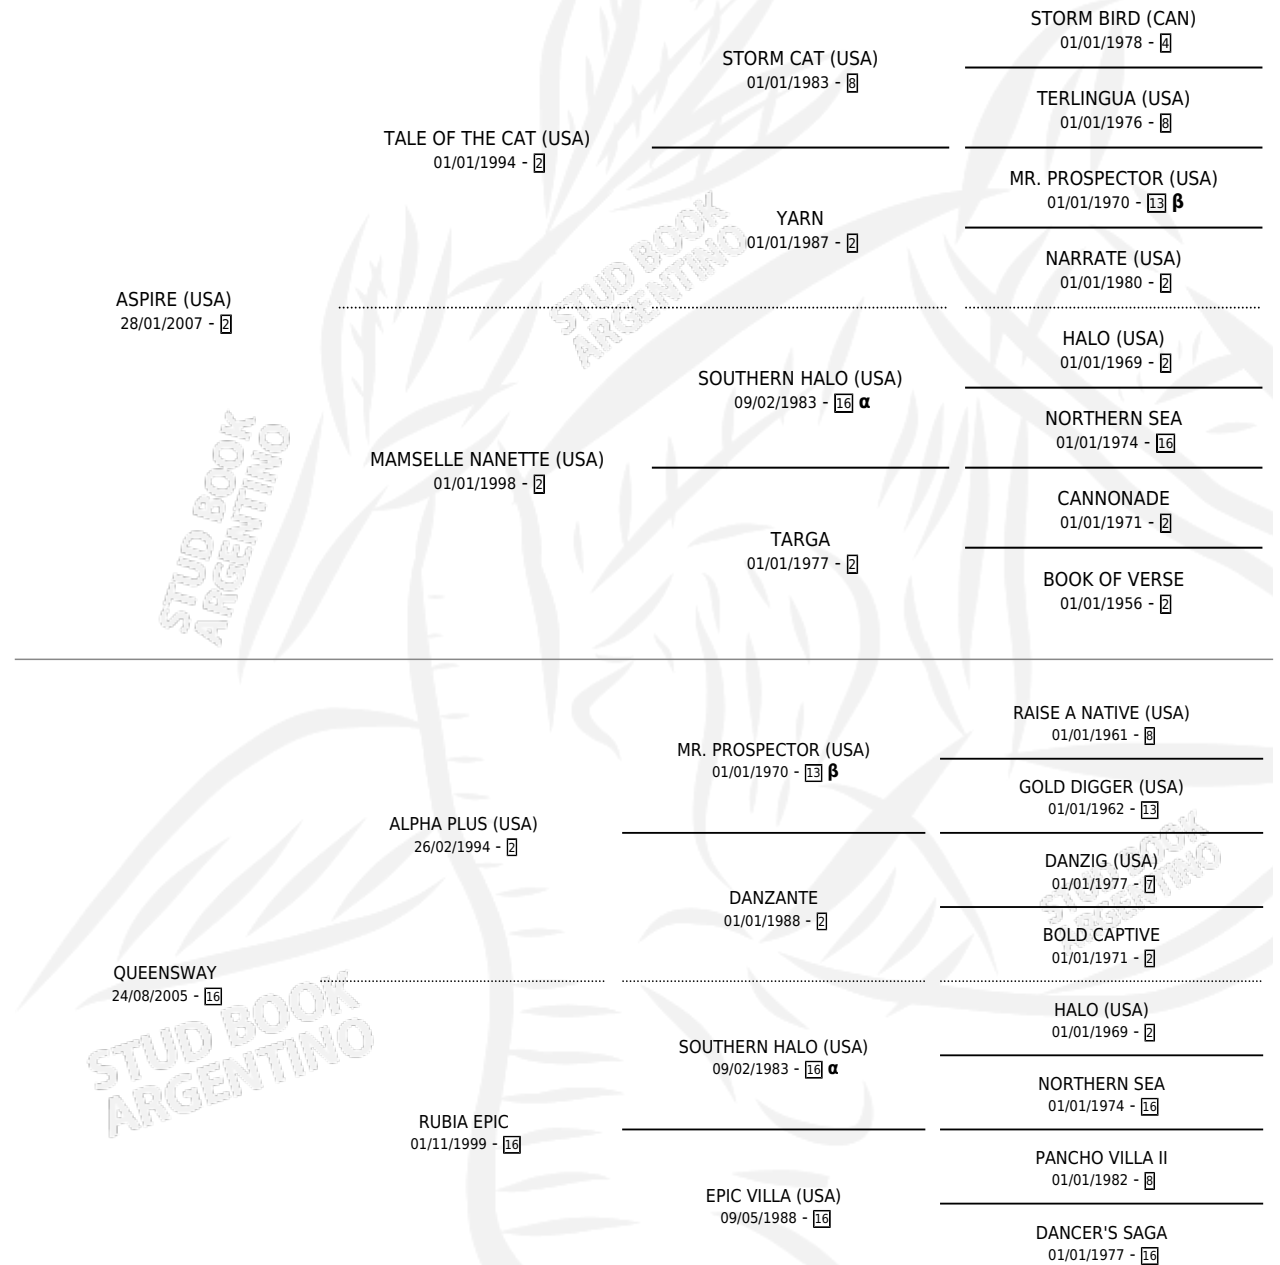 STORM BIRD (CAN)
01/01/1978 - 4
STORM CAT (USA)
01/01/1983 - 8
TERLINGUA (USA)
01/01/1976 - 8
TALE OF THE CAT (USA)
01/01/1994 - 2
MR. PROSPECTOR (USA)
01/01/1970 - 13 β
YARN
01/01/1987 - 2
NARRATE (USA)
01/01/1980 - 2
ASPIRE (USA)
28/01/2007 - 2
HALO (USA)
01/01/1969 - 2
SOUTHERN HALO (USA)
09/02/1983 - 16 α
NORTHERN SEA
01/01/1974 - 16
MAMSELLE NANETTE (USA)
01/01/1998 - 2
CANNONADE
01/01/1971 - 2
TARGA
01/01/1977 - 2
BOOK OF VERSE
01/01/1956 - 2
RAISE A NATIVE (USA)
01/01/1961 - 8
MR. PROSPECTOR (USA)
01/01/1970 - 13 β
GOLD DIGGER (USA)
01/01/1962 - 13
ALPHA PLUS (USA)
26/02/1994 - 2
DANZIG (USA)
01/01/1977 - 7
DANZANTE
01/01/1988 - 2
BOLD CAPTIVE
01/01/1971 - 2
QUEENSWAY
24/08/2005 - 16
HALO (USA)
01/01/1969 - 2
SOUTHERN HALO (USA)
09/02/1983 - 16 α
NORTHERN SEA
01/01/1974 - 16
RUBIA EPIC
01/11/1999 - 16
PANCHO VILLA II
01/01/1982 - 8
EPIC VILLA (USA)
09/05/1988 - 16
DANCER'S SAGA
01/01/1977 - 16
STUD BOOK
ARGENTINO
STUD BOOK
ARGENTINO
STUD BOOK
ARGENTINO
STUD BOOK
ARGENTINO